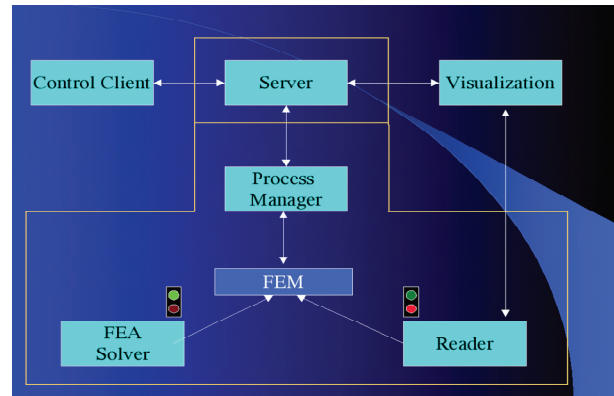 Control Client
Server
Visualization
Process
Manager
FEM
FEA
Solver
Reader